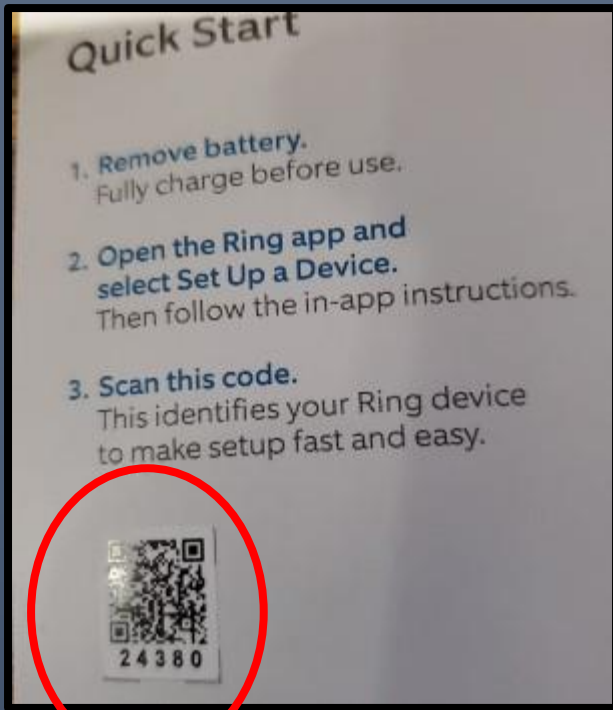 Quick Start
1. Remove battery.
Fully charge before use.
2. Open the Ring app and
select Set Up a Device.
Then follow the in-app instructions.
3. Scan this code.
This identifies your Ring device
to make setup fast and easy.
24380